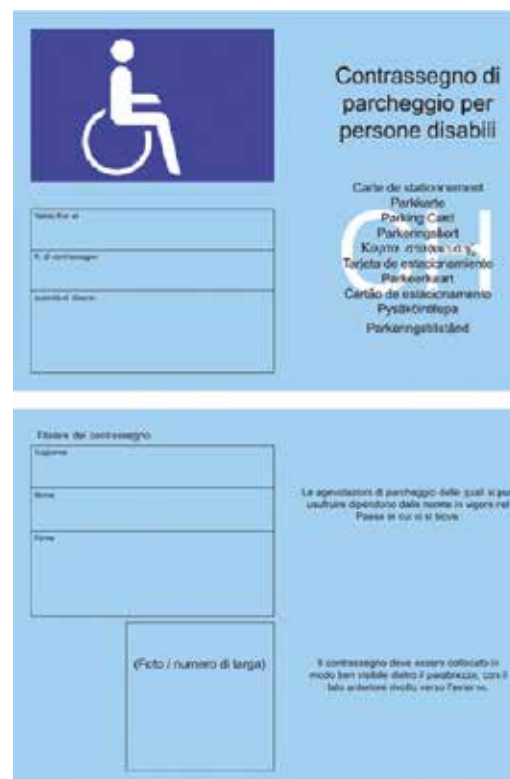 Contrassegno di
parcheggio per
persone disabili
Carte de stationnement
Parkkarte
Parking Card
Parkeringskort
Tarjeta de estacionamiento
Parkeerkaart
Cartão de estacionamento
Pysäköintilupa
Parkeringstillstånd
CH
N. di contrassegno
Titolare del contrassegno
Cognome
Nome
Firma
(Foto / numero di targa)
Le agevolazioni di parcheggio delle quali si può
usufruire dipendono dalle norme in vigore nel
Paese in cui ci si trova.
Il contrassegno deve essere collocato in
modo ben visibile dietro il parabrezza, con il
lato anteriore rivolto verso l'esterno.